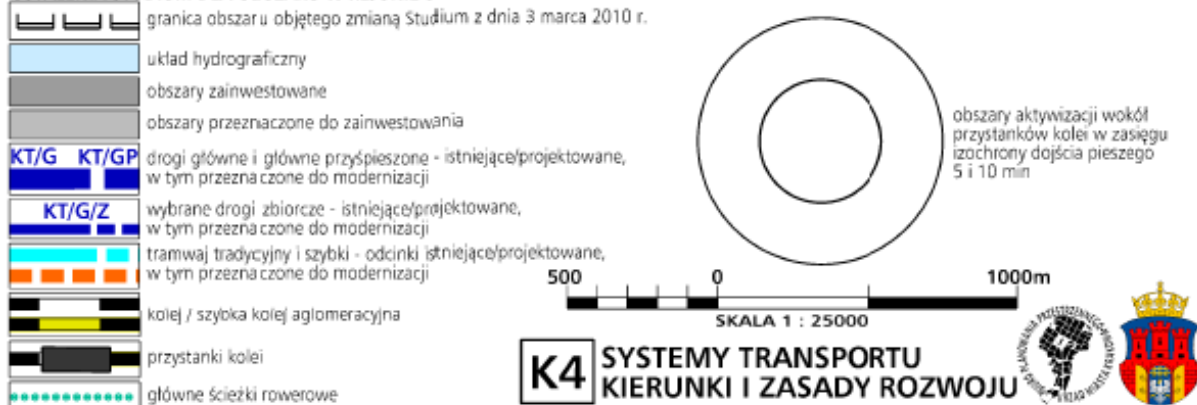 granica obszaru objętego zmianą Studium z dnia 3 marca 2010 r.
układ hydrograficzny
obszary zainwestowane
obszary przeznaczone do zainwestowania
KT/G KT/GP
drogi główne i główne przyśpieszone - istniejące/projektowane,
w tym przeznaczone do modernizacji
KT/G/Z
wybrane drogi zbiorcze - istniejące/projektowane,
w tym przeznaczone do modernizacji
tramwaj tradycyjny i szybki - odcinki istniejące/projektowane,
w tym przeznaczone do modernizacji
kolej / szybka kolej aglomeracyjna
przystanki kolei
główne ścieżki rowerowe
obszary aktywizacji wokół
przystanków kolei w zasięgu
izochrony dojścia pieszego
5 i 10 min
500 0 1000m
SKALA 1 : 25000
K4
SYSTEMY TRANSPORTU
KIERUNKI I ZASADY ROZWOJU